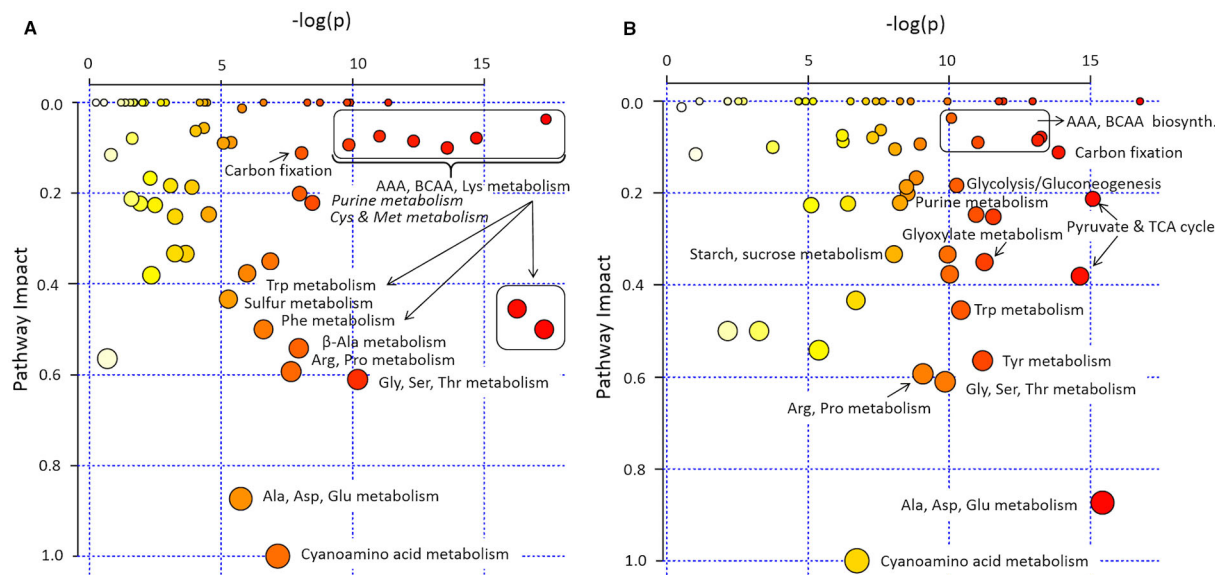 A
-log(p)
0
5
10
15
0.0
0.2
0.4
0.6
0.8
1.0
Pathway Impact
Carbon fixation
AAA, BCAA, Lys metabolism
Purine metabolism
Cys & Met metabolism
Trp metabolism
Sulfur metabolism
Phe metabolism
β-Ala metabolism
Arg, Pro metabolism
Gly, Ser, Thr metabolism
Ala, Asp, Glu metabolism
Cyanoamino acid metabolism
B
-log(p)
0
5
10
15
0.0
0.2
0.4
0.6
0.8
1.0
Pathway Impact
AAA, BCAA biosynth.
Carbon fixation
Glycolysis/Gluconeogenesis
Purine metabolism
Pyruvate & TCA cycle
Glyoxylate metabolism
Starch, sucrose metabolism
Trp metabolism
Tyr metabolism
Gly, Ser, Thr metabolism
Arg, Pro metabolism
Ala, Asp, Glu metabolism
Cyanoamino acid metabolism